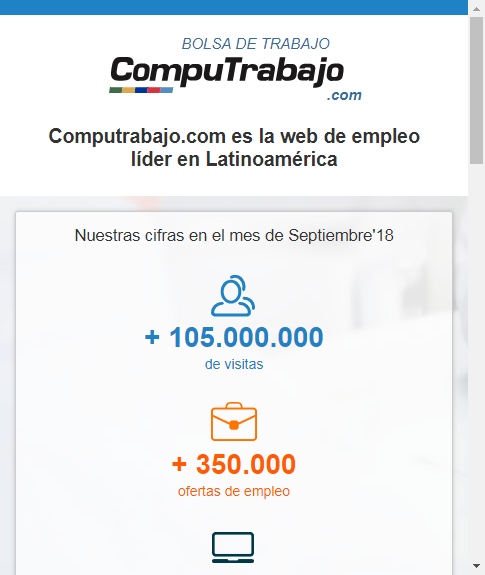 BOLSA DE TRABAJO
CompuTrabajo
.com
Computrabajo.com es la web de empleo
líder en Latinoamérica
Nuestras cifras en el mes de Septiembre'18
+ 105.000.000
de visitas
+ 350.000
ofertas de empleo